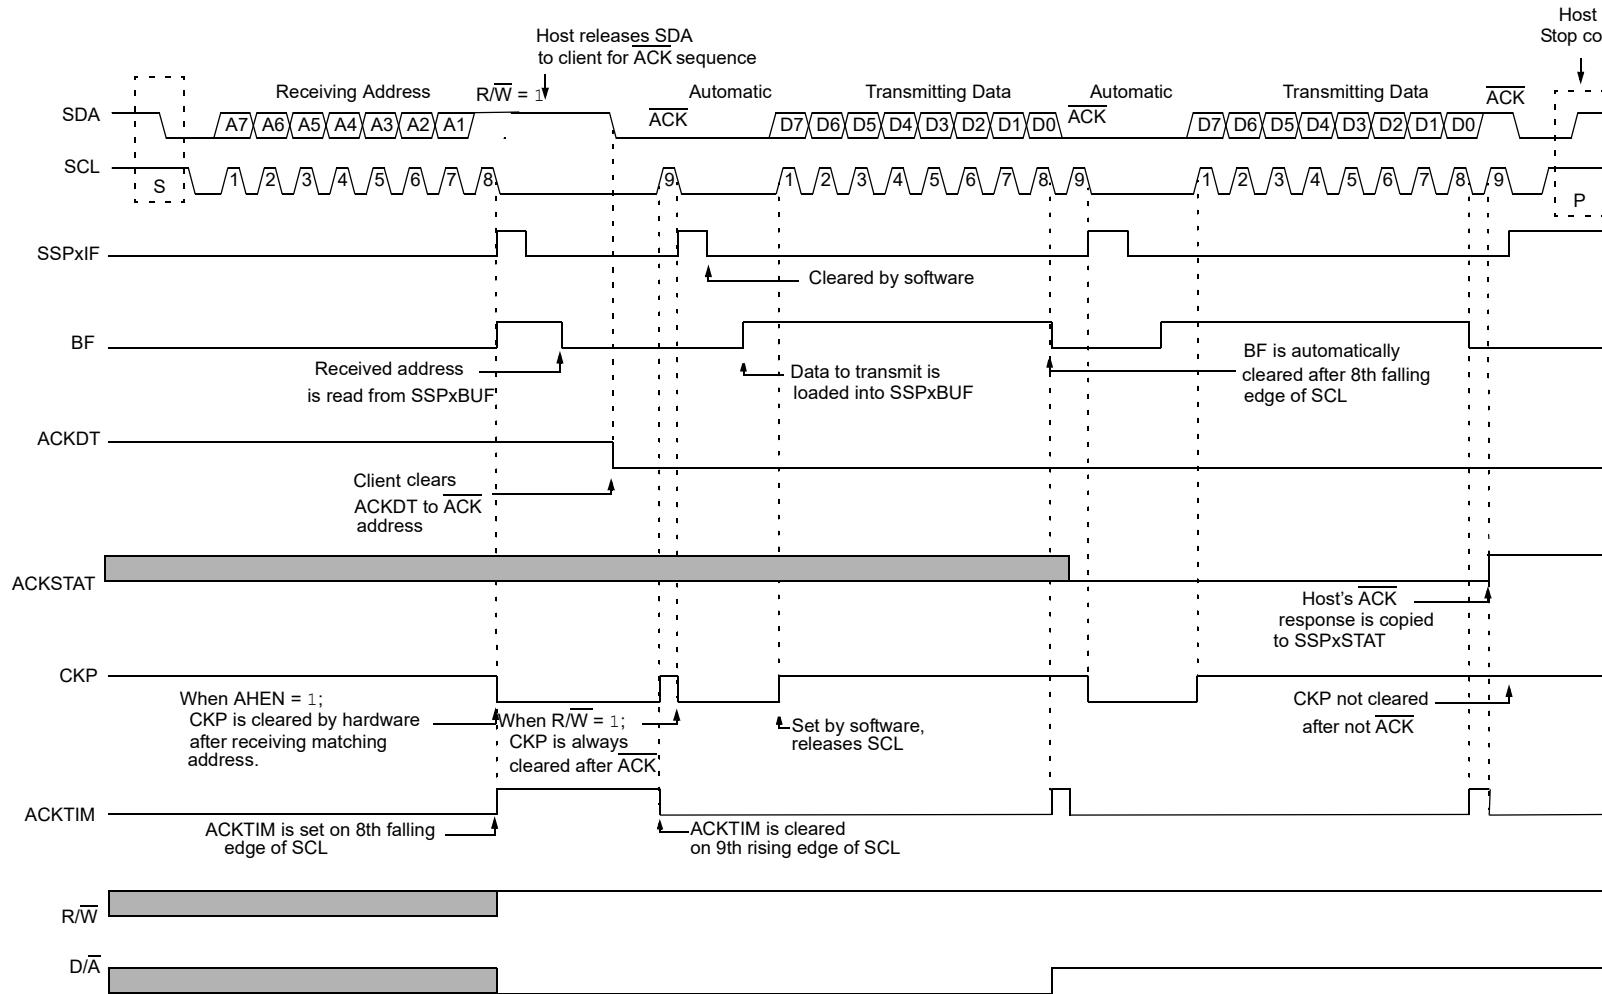 Host
Stop co
Host releases SDA
to client for ACK sequence
Receiving Address
R/W = 1
Automatic
Transmitting Data
Automatic
Transmitting Data
ACK
SDA
A7 A6 A5 A4 A3 A2 A1
ACK
D7 D6 D5 D4 D3 D2 D1 D0
ACK
D7 D6 D5 D4 D3 D2 D1 D0
SCL
S
1 2 3 4 5 6 7 8 9 1 2 3 4 5 6 7 8 9 1 2 3 4 5 6 7 8 9
P
SSPxIF
Cleared by software
BF
Received address
is read from SSPxBUF
Data to transmit is
loaded into SSPxBUF
BF is automatically
cleared after 8th falling
edge of SCL
ACKDT
Client clears
ACKDT to ACK
address
ACKSTAT
Host's ACK
response is copied
to SSPxSTAT
CKP
When AHEN = 1;
CKP is cleared by hardware
after receiving matching
address.
When R/W = 1;
CKP is always
cleared after ACK
Set by software,
releases SCL
CKP not cleared
after not ACK
ACKTIM
ACKTIM is set on 8th falling
edge of SCL
ACKTIM is cleared
on 9th rising edge of SCL
R/W
D/A